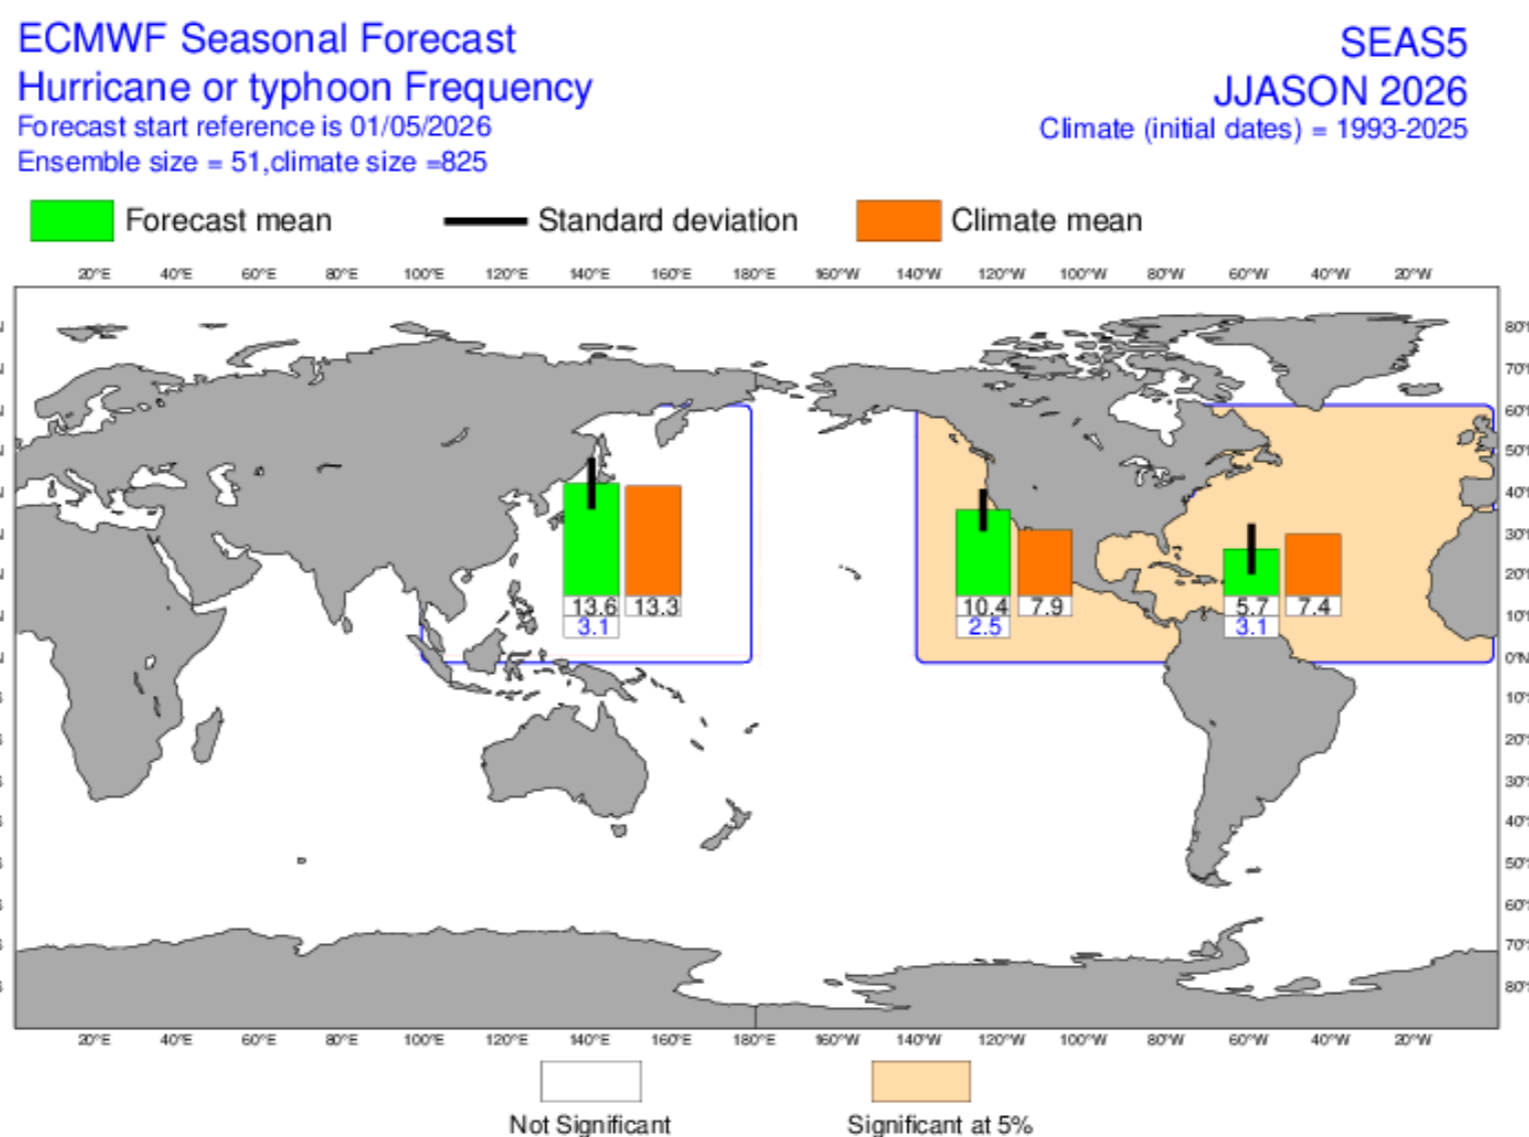 ECMWF Seasonal Forecast
Hurricane or typhoon Frequency
Forecast start reference is 01/05/2026
Ensemble size = 51,climate size =825
SEAS5
JJASON 2026
Climate (initial dates) = 1993-2025
Forecast mean
Standard deviation
Climate mean
20°E 40°E 60°E 80°E 100°E 120°E 140°E 160°E 180°E 160°W 140°W 120°W 100°W 80°W 60°W 40°W 20°W
13.6 13.3
3.1
10.4 7.9
2.5
5.7 7.4
3.1
20°E 40°E 60°E 80°E 100°E 120°E 140°E 160°E 180°E 160°W 140°W 120°W 100°W 80°W 60°W 40°W 20°W
Not Significant
Significant at 5%